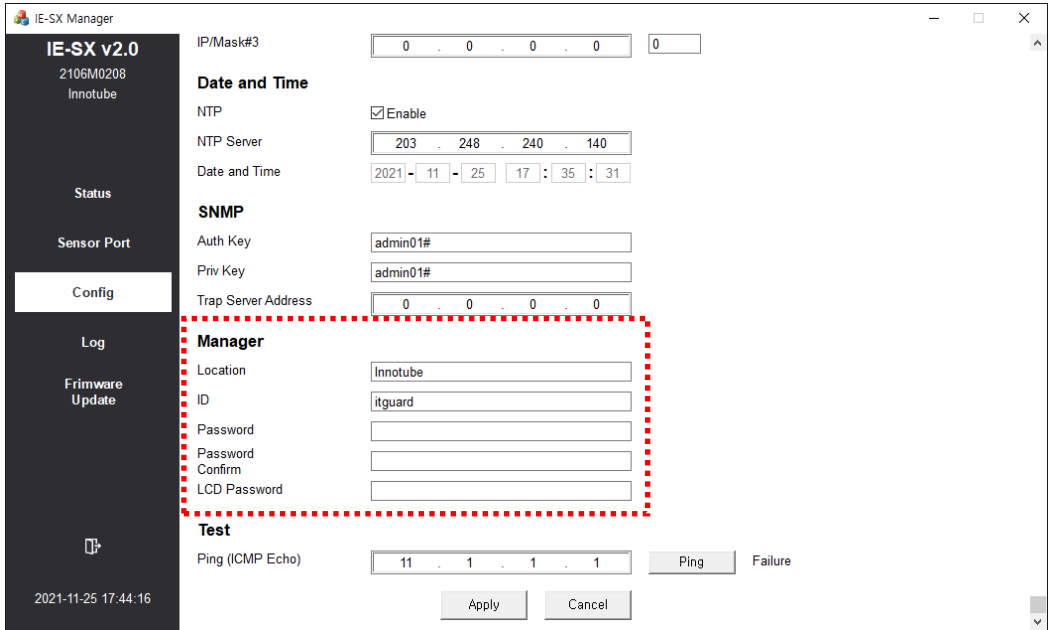 IE-SX Manager
IE-SX v2.0
2106M0208
Innotube
Status
Sensor Port
Config
Log
Frimware
Update
2021-11-25 17:44:16
IP/Mask#3 0 . 0 . 0 . 0 0
Date and Time
NTP Enable
NTP Server 203 . 248 . 240 . 140
Date and Time 2021 - 11 - 25 17 : 35 : 31
SNMP
Auth Key admin01#
Priv Key admin01#
Trap Server Address 0 . 0 . 0 . 0
Manager
Location Innotube
ID itguard
Password
Password
Confirm
LCD Password
Test
Ping (ICMP Echo) 11 . 1 . 1 . 1 Ping Failure
Apply Cancel